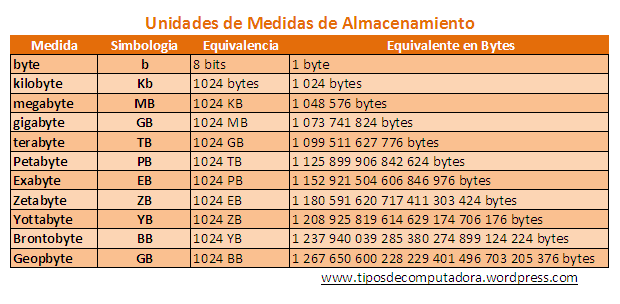 Unidades de Medidas de Almacenamiento
Medida Simbologia Equivalencia Equivalente en Bytes
byte b 8 bits 1 byte
kilobyte Kb 1024 bytes 1 024 bytes
megabyte MB 1024 KB 1 048 576 bytes
gigabyte GB 1024 MB 1 073 741 824 bytes
terabyte TB 1024 GB 1 099 511 627 776 bytes
Petabyte PB 1024 TB 1 125 899 906 842 624 bytes
Exabyte EB 1024 PB 1 152 921 504 606 846 976 bytes
Zetabyte ZB 1024 EB 1 180 591 620 717 411 303 424 bytes
Yottabyte YB 1024 ZB 1 208 925 819 614 629 174 706 176 bytes
Brontobyte BB 1024 YB 1 237 940 039 285 380 274 899 124 224 bytes
Geopbyte GB 1024 BB 1 267 650 600 228 229 401 496 703 205 376 bytes
www.tiposdecomputadora.wordpress.com